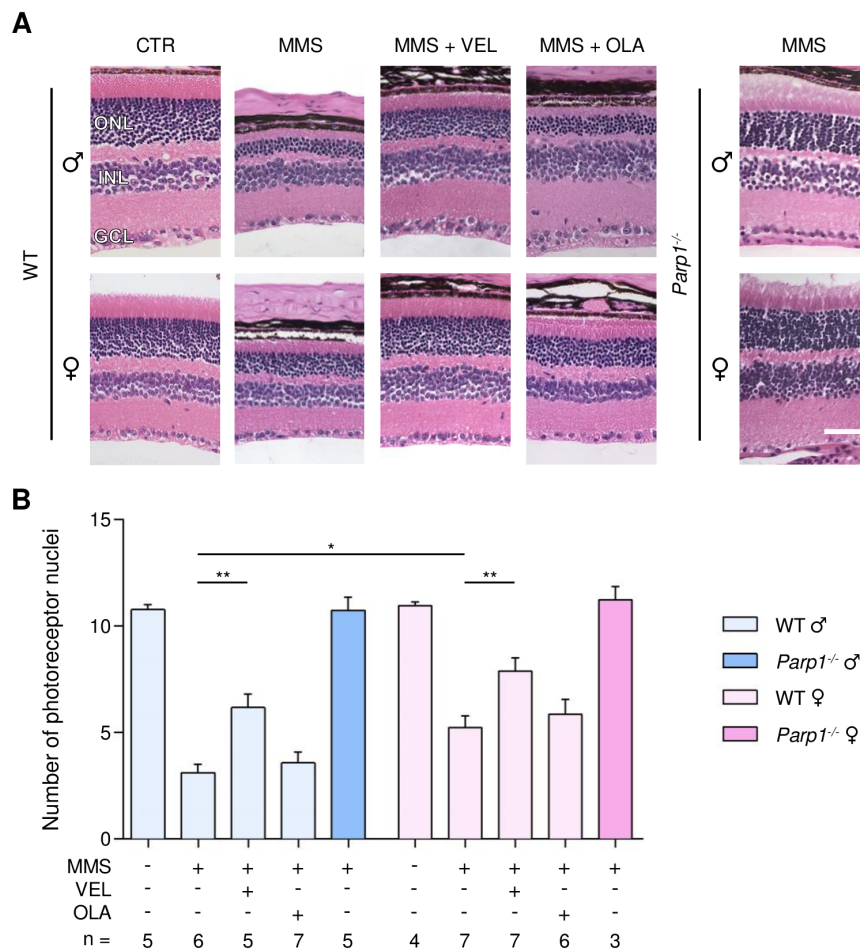 A
CTR MMS MMS + VEL MMS + OLA MMS
ONL
INL
GCL
♂ ♂
WT
Parp1-/-
♀ ♀
B
Number of photoreceptor nuclei
15
10
5
0
*
** **
WT ♂
Parp1-/- ♂
WT ♀
Parp1-/- ♀
MMS - + + + + - + + + +
VEL - - + - - - - + - -
OLA - - - + - - - - + -
n = 5 6 5 7 5 4 7 7 6 3